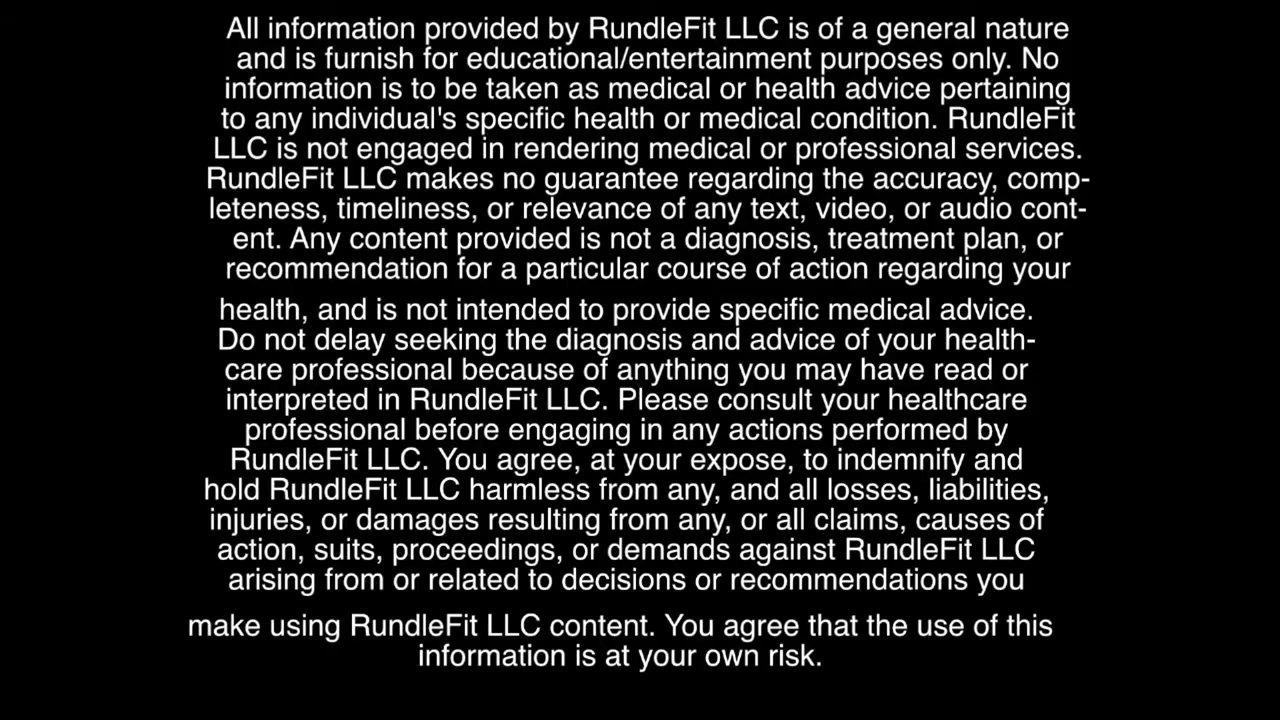 All information provided by RundleFit LLC is of a general nature
and is furnish for educational/entertainment purposes only. No
information is to be taken as medical or health advice pertaining
to any individual's specific health or medical condition. RundleFit
LLC is not engaged in rendering medical or professional services.
RundleFit LLC makes no guarantee regarding the accuracy, comp-
leteness, timeliness, or relevance of any text, video, or audio cont-
ent. Any content provided is not a diagnosis, treatment plan, or
recommendation for a particular course of action regarding your
health, and is not intended to provide specific medical advice.
Do not delay seeking the diagnosis and advice of your health-
care professional because of anything you may have read or
interpreted in RundleFit LLC. Please consult your healthcare
professional before engaging in any actions performed by
RundleFit LLC. You agree, at your expose, to indemnify and
hold RundleFit LLC harmless from any, and all losses, liabilities,
injuries, or damages resulting from any, or all claims, causes of
action, suits, proceedings, or demands against RundleFit LLC
arising from or related to decisions or recommendations you
make using RundleFit LLC content. You agree that the use of this
information is at your own risk.